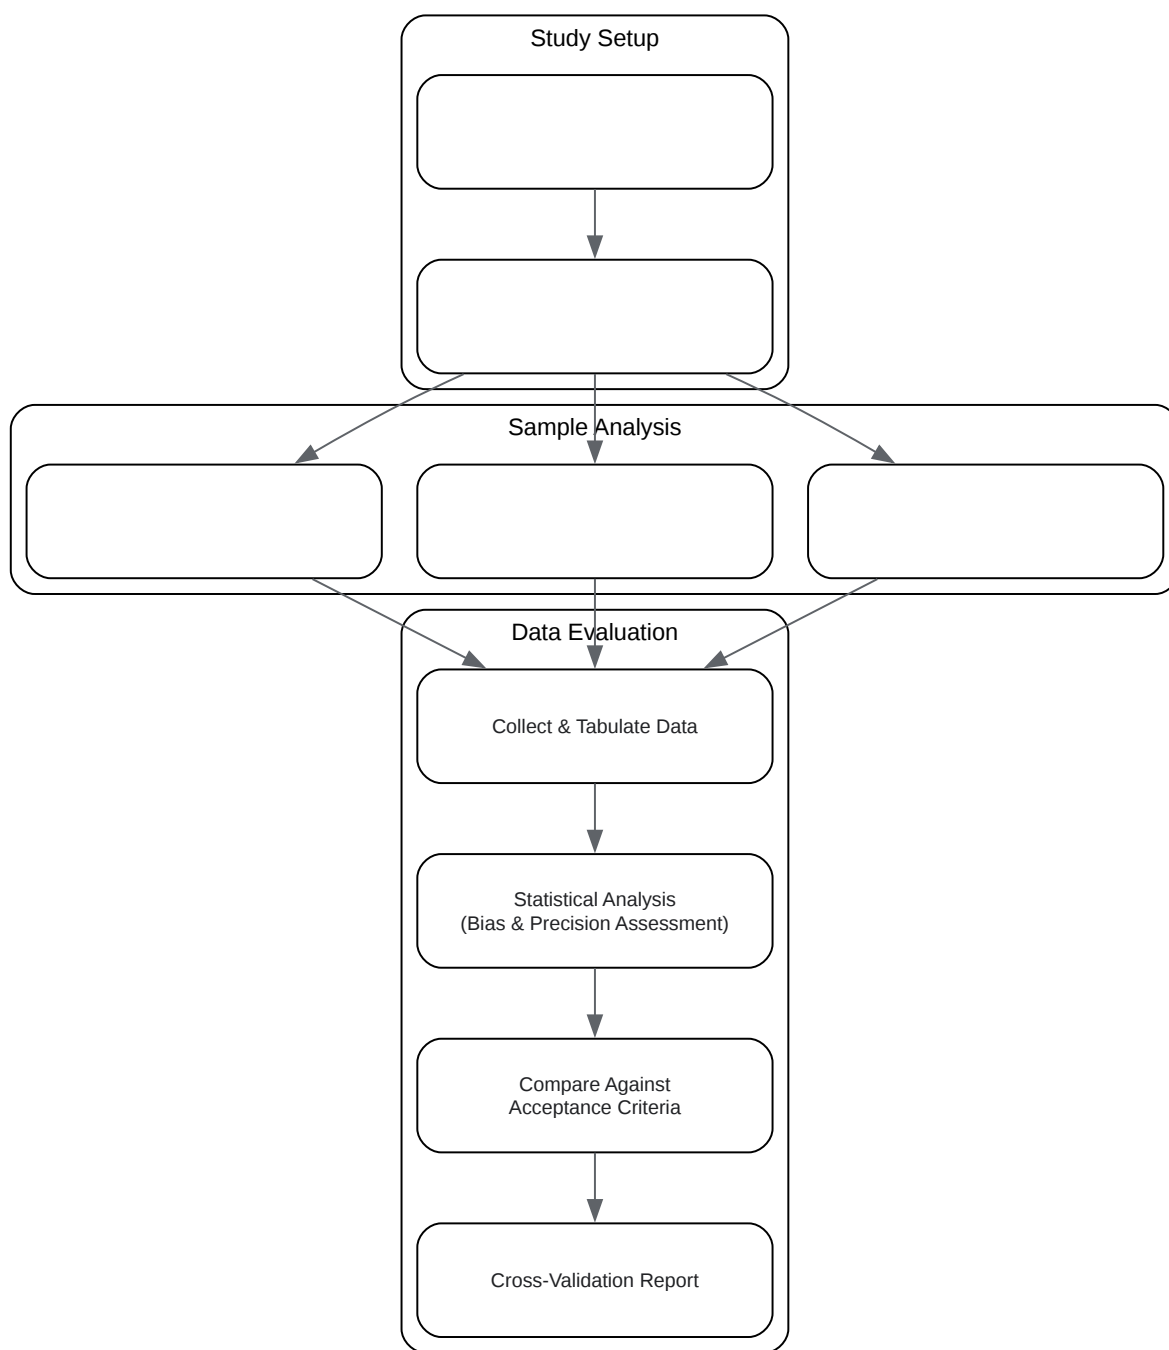 Study Setup
Sample Analysis
Data Evaluation
Collect & Tabulate Data
Statistical Analysis
(Bias & Precision Assessment)
Compare Against
Acceptance Criteria
Cross-Validation Report